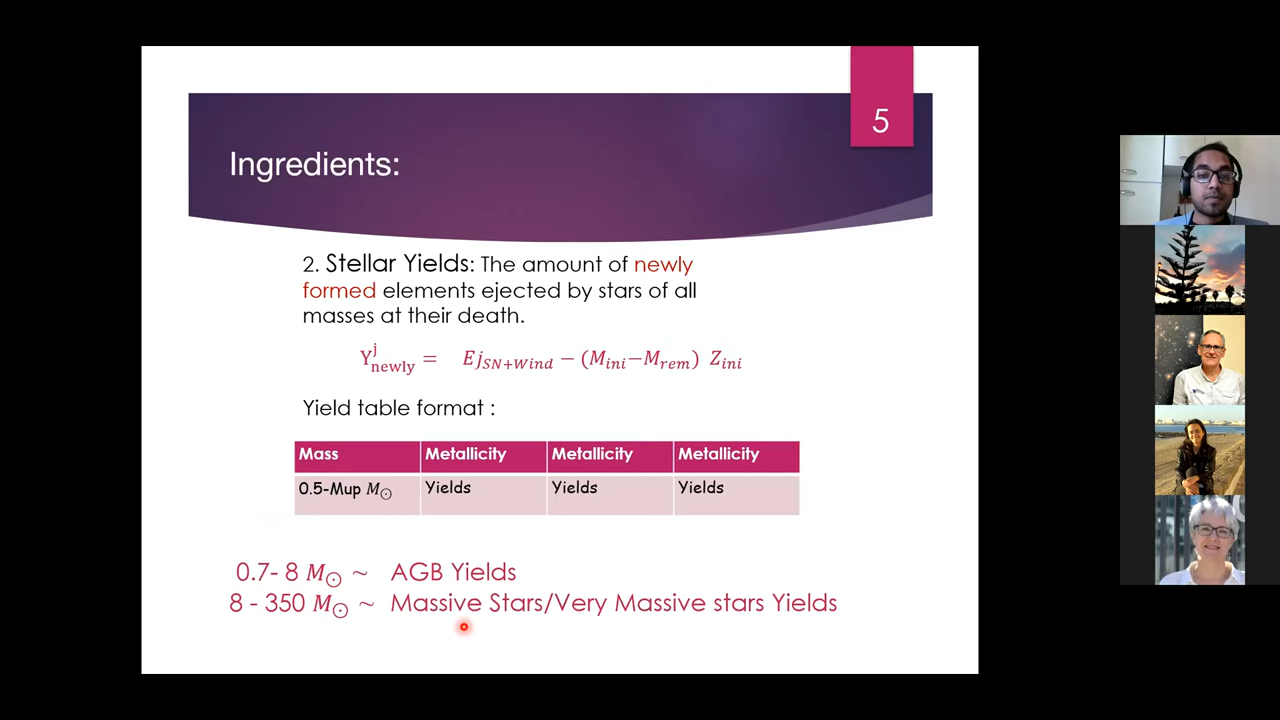 5
Ingredients:
2. Stellar Yields: The amount of newly
formed elements ejected by stars of all
masses at their death.
Y^j_newly = Ej_SN+Wind − (M_ini−M_rem) Z_ini
Yield table format :
Mass Metallicity Metallicity Metallicity
0.5-Mup M⊙ Yields Yields Yields
0.7- 8 M⊙ ~ AGB Yields
8 - 350 M⊙ ~ Massive Stars/Very Massive stars Yields